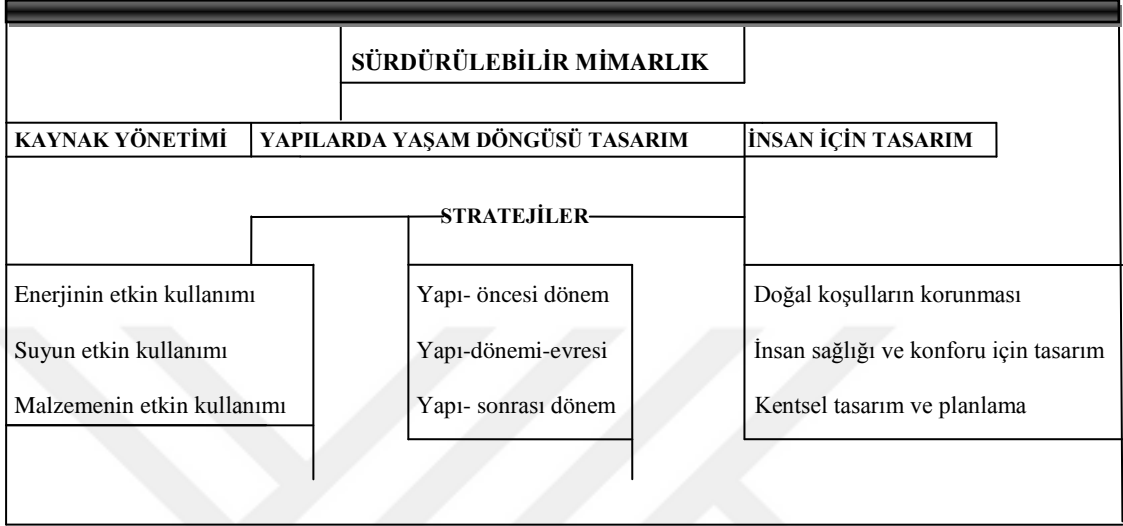 SÜRDÜRÜLEBİLİR MİMARLIK
KAYNAK YÖNETİMİ YAPILARDA YAŞAM DÖNGÜSÜ TASARIM İNSAN İÇİN TASARIM
STRATEJİLER
Enerjinin etkin kullanımı
Suyun etkin kullanımı
Malzemenin etkin kullanımı
Yapı- öncesi dönem
Yapı-dönemi-evresi
Yapı- sonrası dönem
Doğal koşulların korunması
İnsan sağlığı ve konforu için tasarım
Kentsel tasarım ve planlama